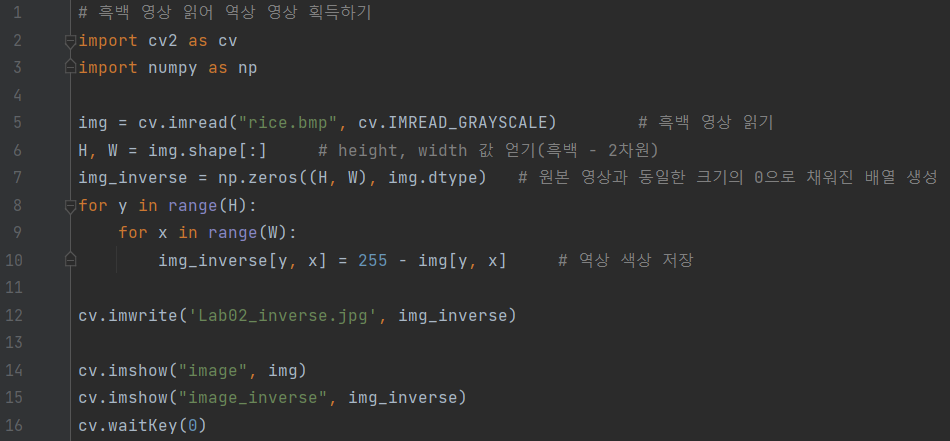 1 # 흑백 영상 읽어 역상 영상 획득하기
2 import cv2 as cv
3 import numpy as np
4
5 img = cv.imread("rice.bmp", cv.IMREAD_GRAYSCALE) # 흑백 영상 읽기
6 H, W = img.shape[:] # height, width 값 얻기(흑백 - 2차원)
7 img_inverse = np.zeros((H, W), img.dtype) # 원본 영상과 동일한 크기의 0으로 채워진 배열 생성
8 for y in range(H):
9     for x in range(W):
10         img_inverse[y, x] = 255 - img[y, x] # 역상 색상 저장
11
12 cv.imwrite('Lab02_inverse.jpg', img_inverse)
13
14 cv.imshow("image", img)
15 cv.imshow("image_inverse", img_inverse)
16 cv.waitKey(0)